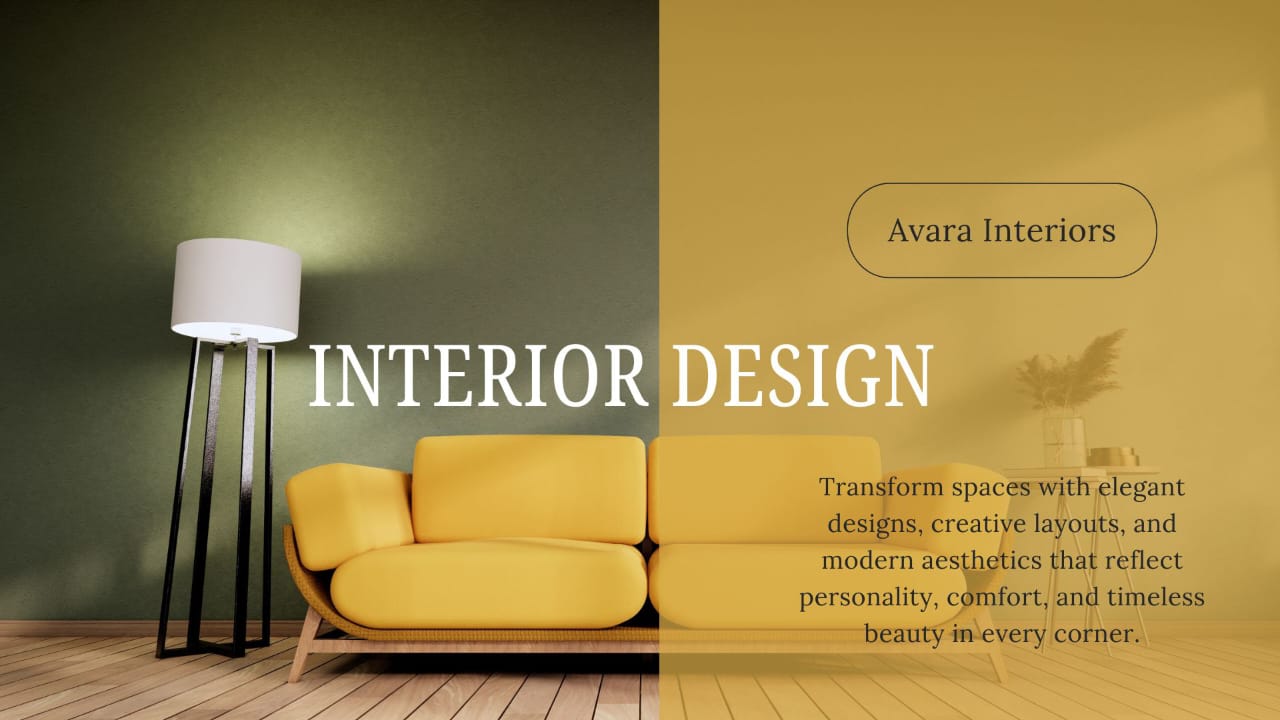 Avara Interiors
INTERIOR DESIGN
Transform spaces with elegant
designs, creative layouts, and
modern aesthetics that reflect
personality, comfort, and timeless
beauty in every corner.